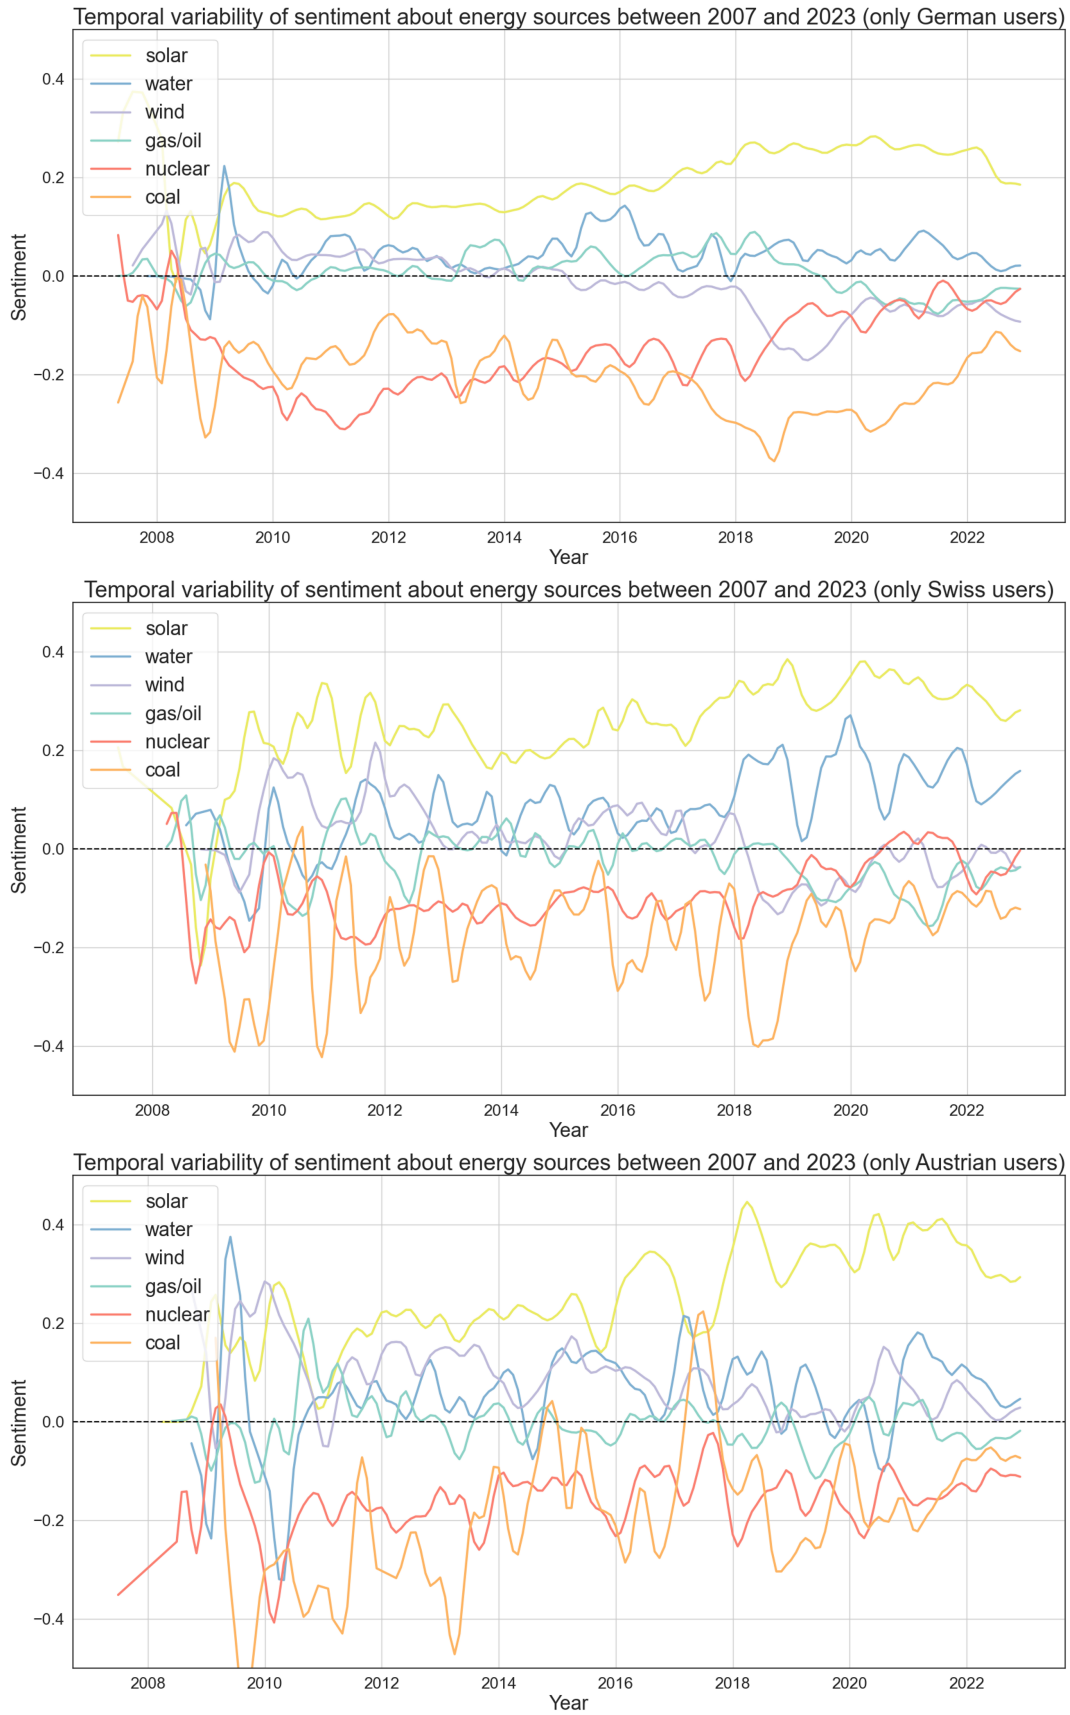 Temporal variability of sentiment about energy sources between 2007 and 2023 (only German users)
solar
water
wind
gas/oil
nuclear
coal
0.4
0.2
0.0
−0.2
−0.4
Sentiment
2008 2010 2012 2014 2016 2018 2020 2022
Year
Temporal variability of sentiment about energy sources between 2007 and 2023 (only Swiss users)
solar
water
wind
gas/oil
nuclear
coal
0.4
0.2
0.0
−0.2
−0.4
Sentiment
2008 2010 2012 2014 2016 2018 2020 2022
Year
Temporal variability of sentiment about energy sources between 2007 and 2023 (only Austrian users)
solar
water
wind
gas/oil
nuclear
coal
0.4
0.2
0.0
−0.2
−0.4
Sentiment
2008 2010 2012 2014 2016 2018 2020 2022
Year